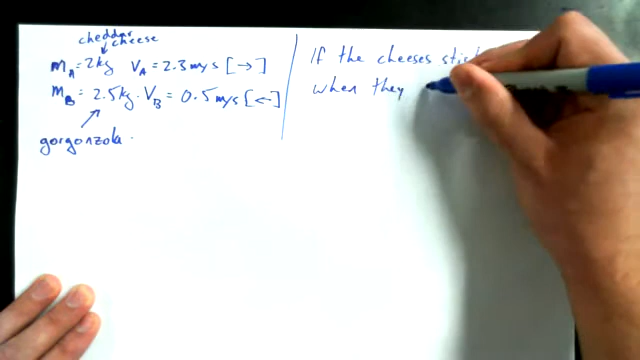 cheddar cheese
mA = 2kg VA = 2.3 m/s [→]
mB = 2.5kg. VB = 0.5 m/s [←]
gorgonzola.
If the cheeses
when they